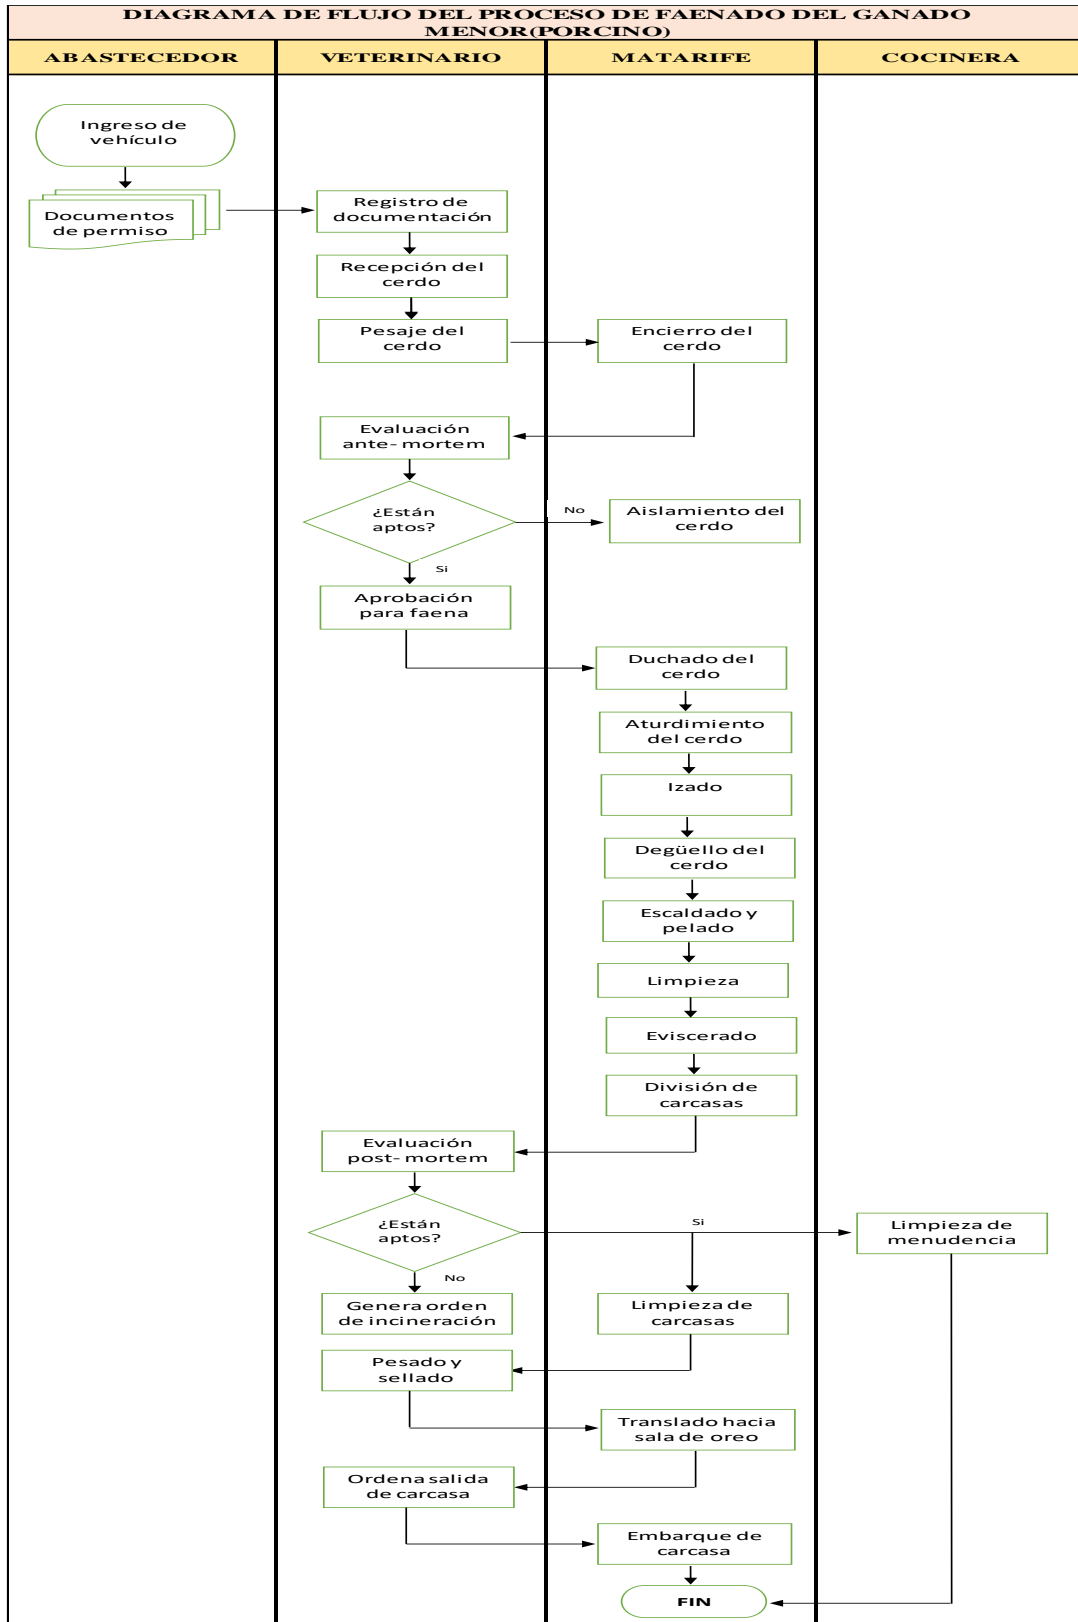 DIAGRAMA DE FLUJO DEL PROCESO DE FAENADO DEL GANADO
MENOR(PORCINO)
ABASTECEDOR
VETERINARIO
MATARIFE
COCINERA
Ingreso de
vehículo
Documentos
de permiso
Registro de
documentación
Recepción del
cerdo
Pesaje del
cerdo
Encierro del
cerdo
Evaluación
ante-mortem
¿Están
aptos?
No
Aislamiento del
cerdo
Si
Aprobación
para faena
Duchado del
cerdo
Aturdimiento
del cerdo
Izado
Degüello del
cerdo
Escaldado y
pelado
Limpieza
Eviscerado
División de
carcasas
Evaluación
post-mortem
¿Están
aptos?
Si
Limpieza de
menudencia
No
Genera orden
de incineración
Limpieza de
carcasas
Pesado y
sellado
Translado hacia
sala de oreo
Ordena salida
de carcasa
Embarque de
carcasa
FIN